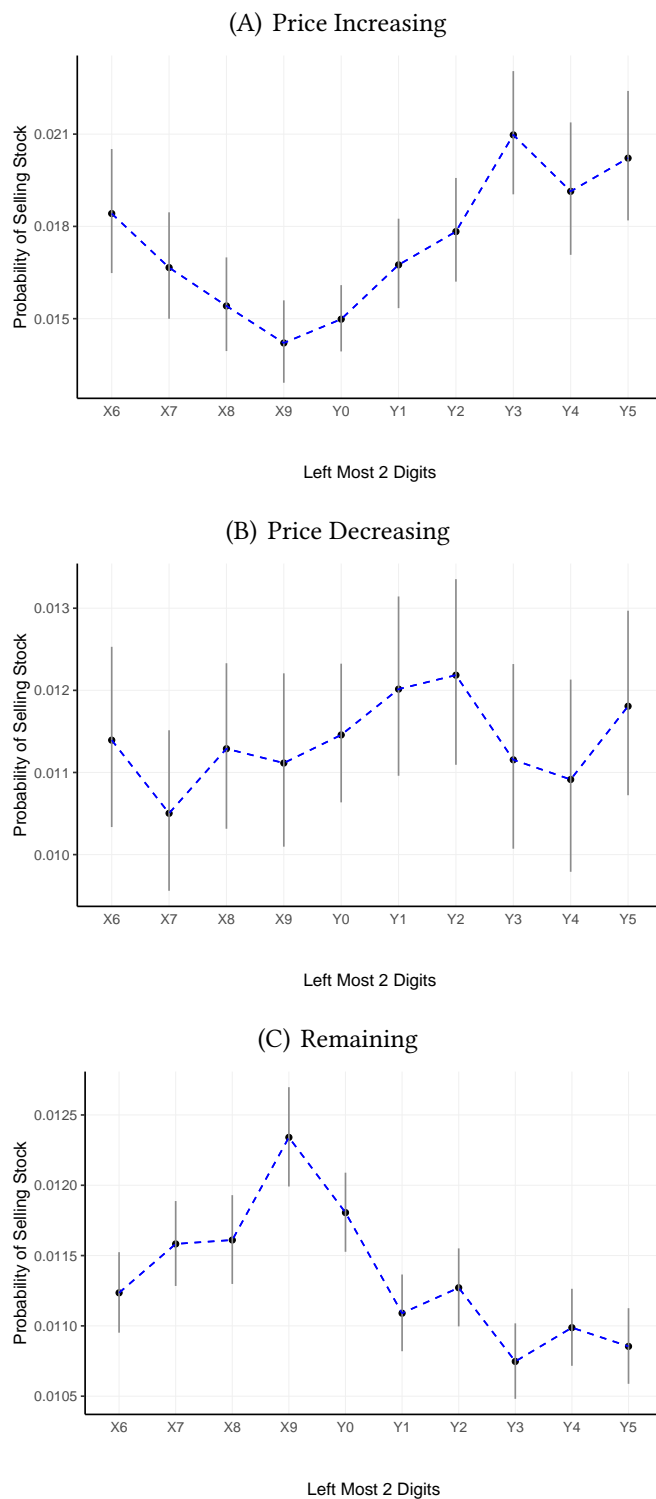 (A) Price Increasing
Probability of Selling Stock
0.021
0.018
0.015
X6 X7 X8 X9 Y0 Y1 Y2 Y3 Y4 Y5
Left Most 2 Digits
(B) Price Decreasing
Probability of Selling Stock
0.013
0.012
0.011
0.010
X6 X7 X8 X9 Y0 Y1 Y2 Y3 Y4 Y5
Left Most 2 Digits
(C) Remaining
Probability of Selling Stock
0.0125
0.0120
0.0115
0.0110
0.0105
X6 X7 X8 X9 Y0 Y1 Y2 Y3 Y4 Y5
Left Most 2 Digits